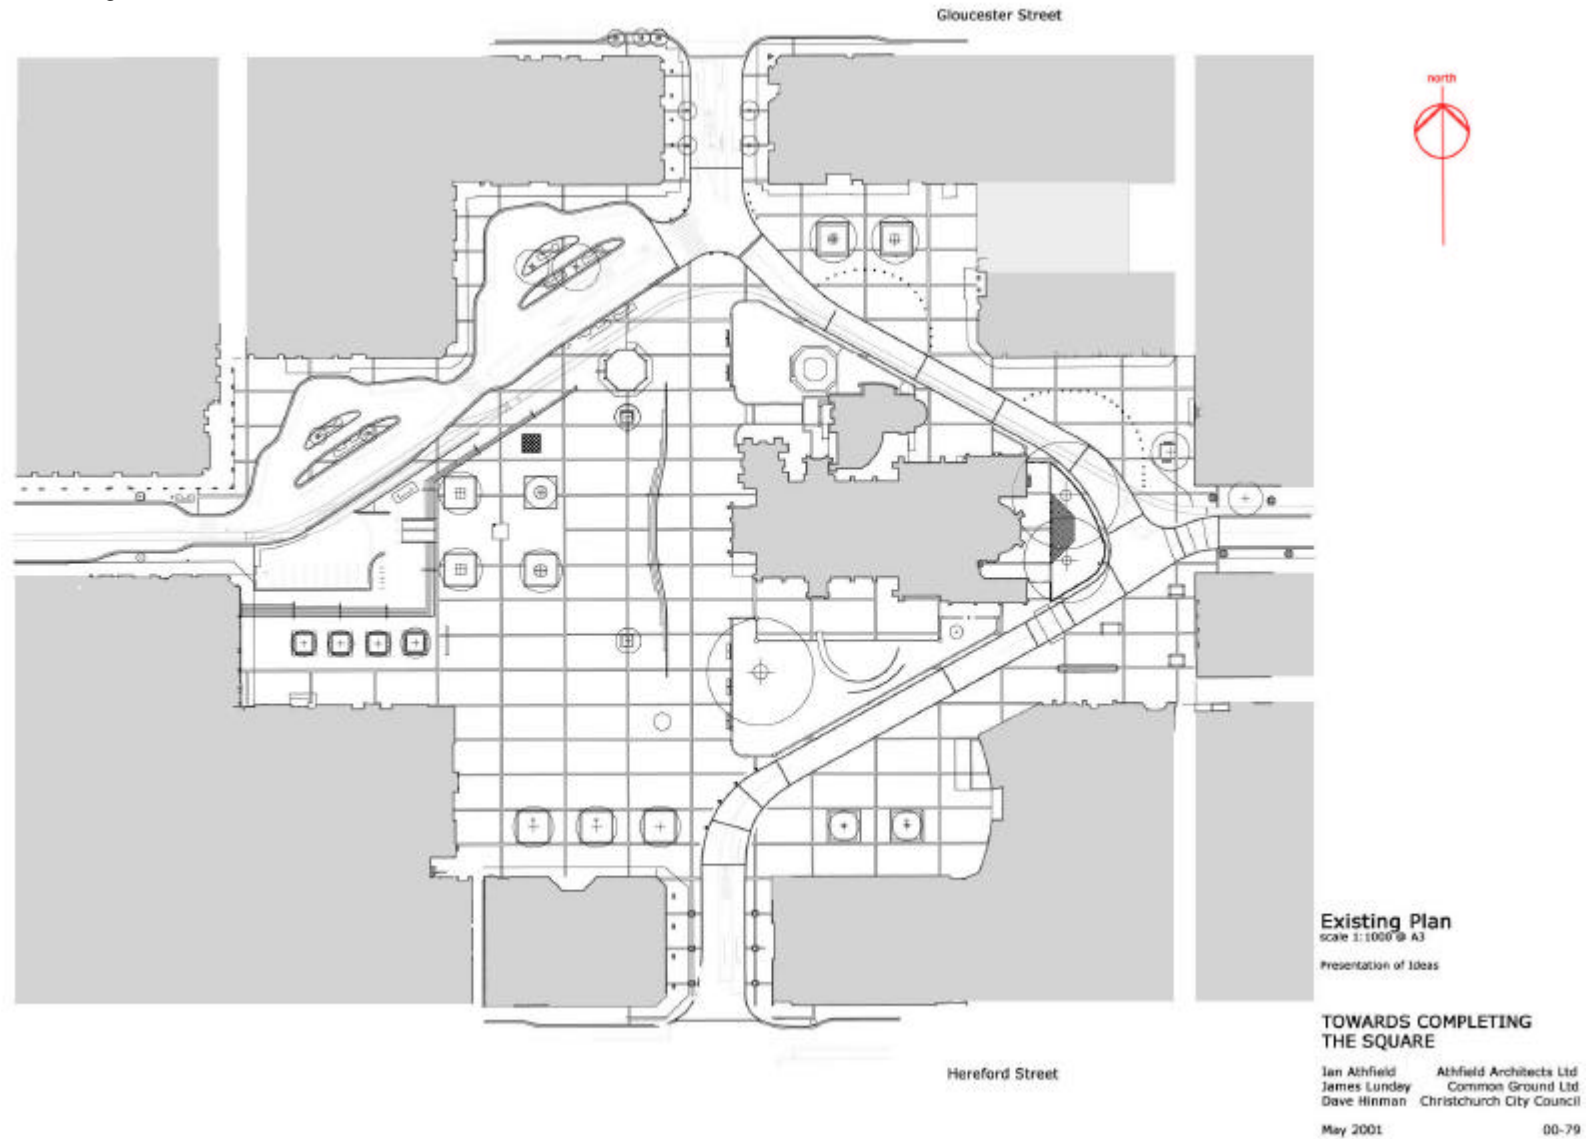 Gloucester Street
north
Existing Plan
scale 1:1000 @ A3
Presentation of Ideas
TOWARDS COMPLETING
THE SQUARE
Ian Athfield Athfield Architects Ltd
James Lunday Common Ground Ltd
Dave Hinman Christchurch City Council
May 2001 00-79
Hereford Street